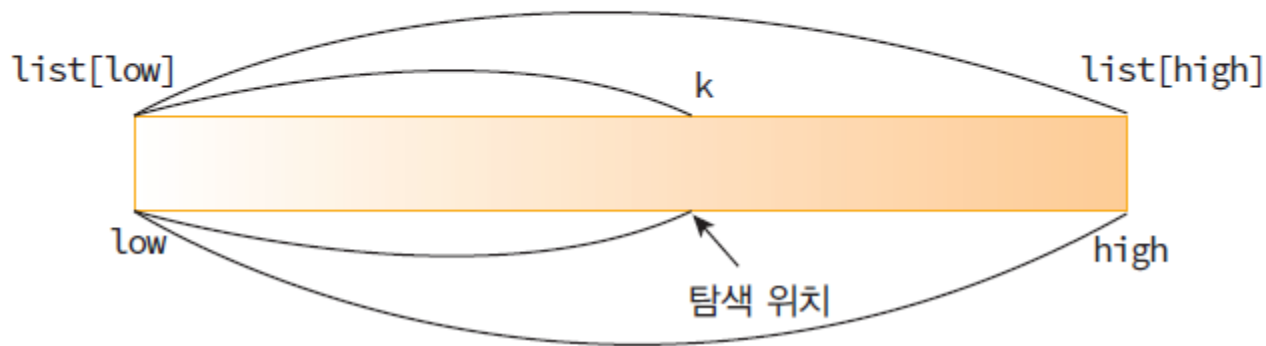 list[low]
list[high]
k
low
high
탐색 위치